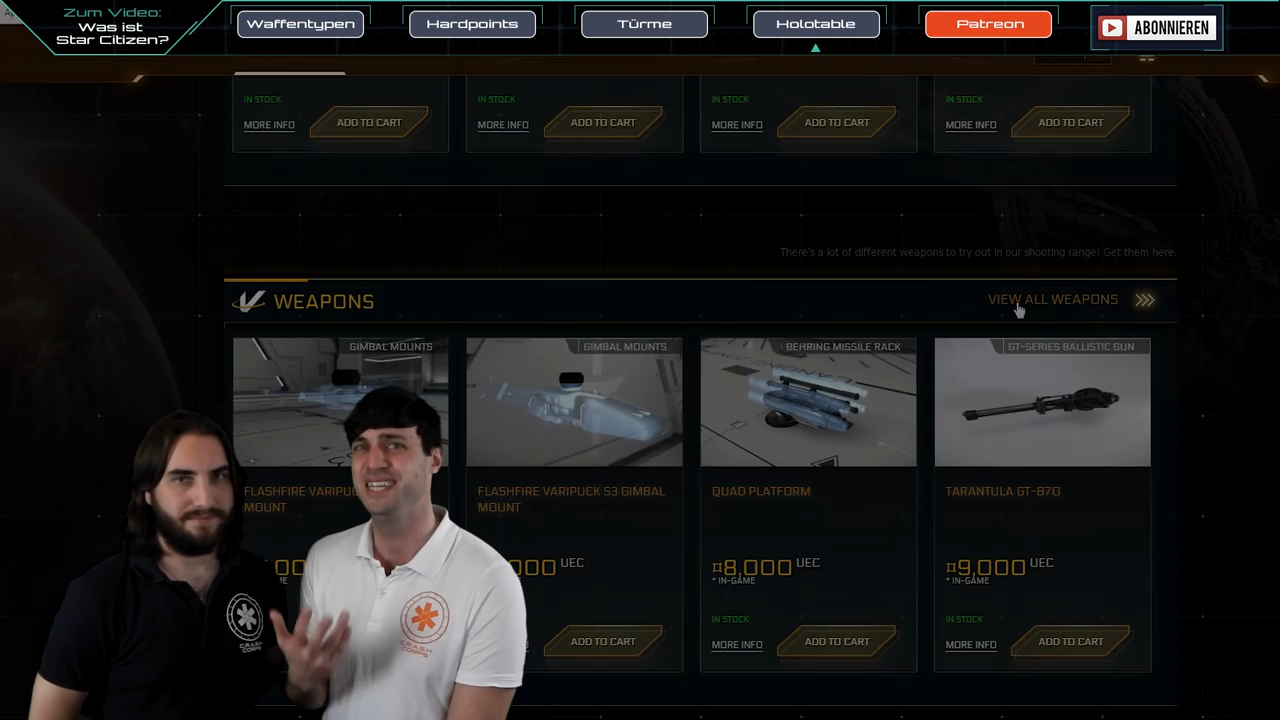 Zum Video:
Was ist
Star Citizen?
Waffentypen
Hardpoints
Türme
Holotable
Patreon
ABONNIEREN
IN STOCK
MORE INFO
ADD TO CART
IN STOCK
MORE INFO
ADD TO CART
IN STOCK
MORE INFO
ADD TO CART
IN STOCK
MORE INFO
ADD TO CART
There's a lot of different weapons to try out in our shooting range! Get them here.
WEAPONS
VIEW ALL WEAPONS
GIMBAL MOUNTS
GIMBAL MOUNTS
BEHRING MISSILE RACK
GT-SERIES BALLISTIC GUN
FLASHFIRE
MOUNT
FLASHFIRE VARIPUCK S3 GIMBAL
MOUNT
UEC
QUAD PLATFORM
¤8,000 UEC
* IN-GAME
IN STOCK
MORE INFO
ADD TO CART
TARANTULA GT-870
¤9,000 UEC
* IN-GAME
IN STOCK
MORE INFO
ADD TO CART
ADD TO CART
C.R.A.S.H.
CORPS
C.R.A.S.H.
CORPS